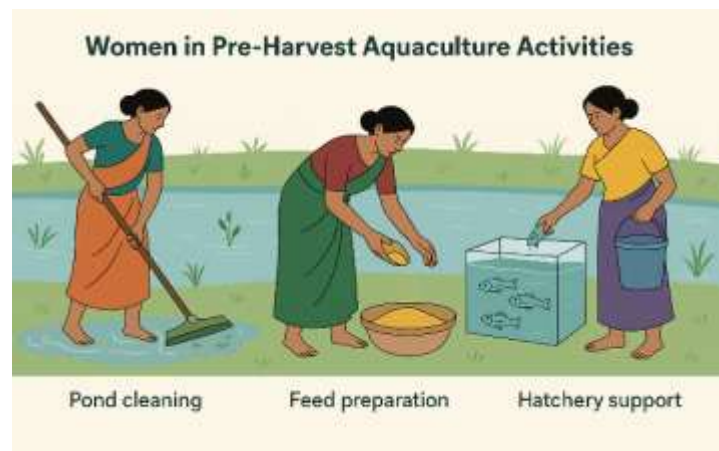 Women in Pre-Harvest Aquaculture Activities
Pond cleaning
Feed preparation
Hatchery support